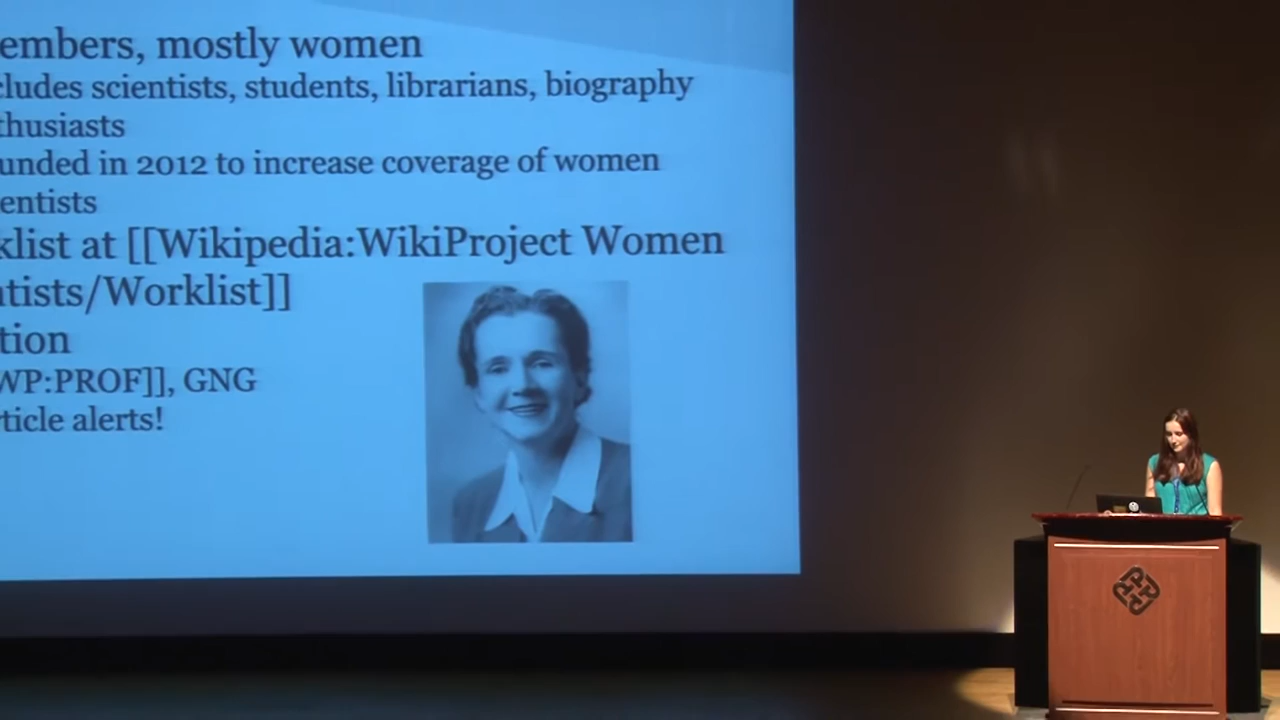 embers, mostly women
cludes scientists, students, librarians, biography
thusiasts
unded in 2012 to increase coverage of women
entists
klist at [[Wikipedia:WikiProject Women
ntists/Worklist]]
tion
WP:PROF]], GNG
rticle alerts!